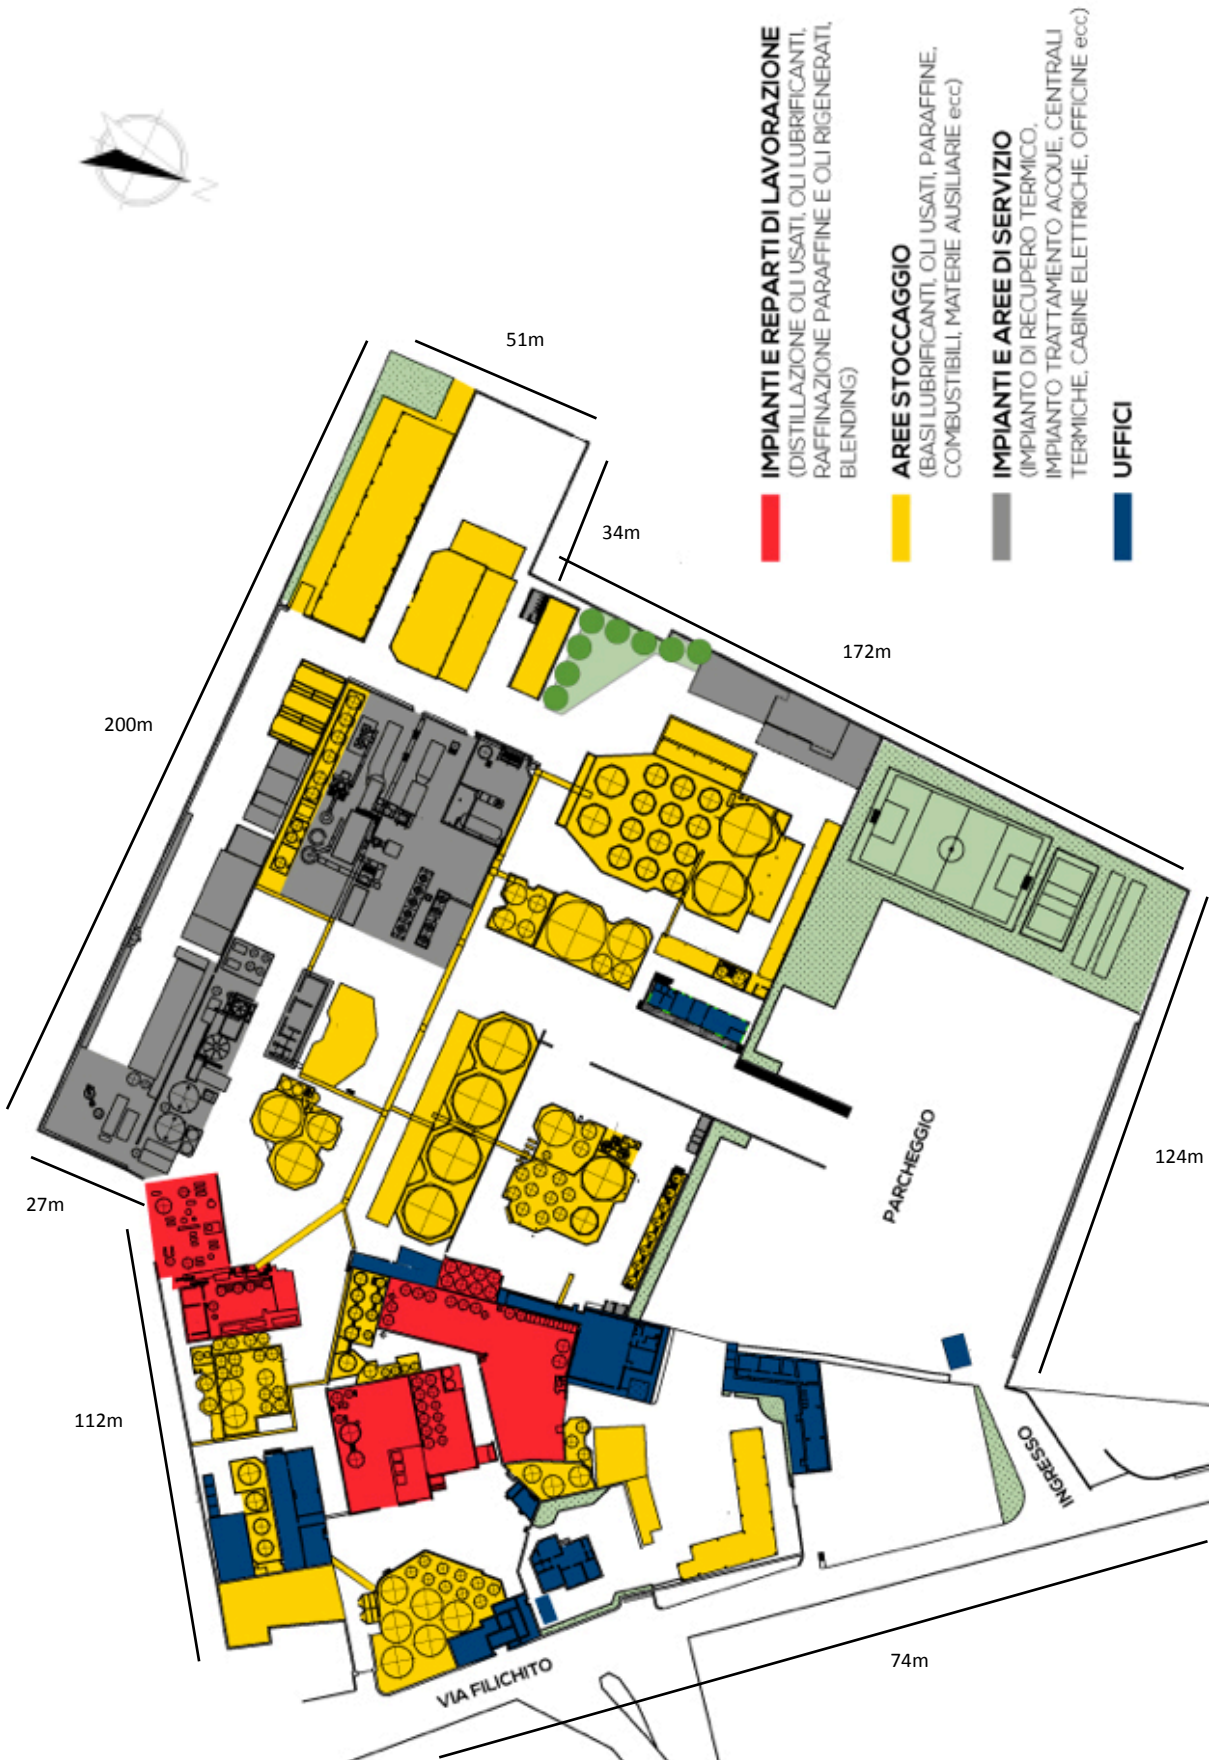 N
IMPIANTI E REPARTI DI LAVORAZIONE
(DISTILLAZIONE OLI USATI, OLI LUBRIFICANTI,
RAFFINAZIONE PARAFFINE E OLI RIGENERATI,
BLENDING)
AREE STOCCAGGIO
(BASI LUBRIFICANTI, OLI USATI, PARAFFINE,
COMBUSTIBILI, MATERIE AUSILIARIE ecc)
IMPIANTI E AREE DI SERVIZIO
(IMPIANTO DI RECUPERO TERMICO,
IMPIANTO TRATTAMENTO ACQUE, CENTRALI
TERMICHE, CABINE ELETTRICHE, OFFICINE ecc)
UFFICI
51m
34m
172m
200m
124m
27m
112m
74m
PARCHEGGIO
INGRESSO
VIA FILICHITO